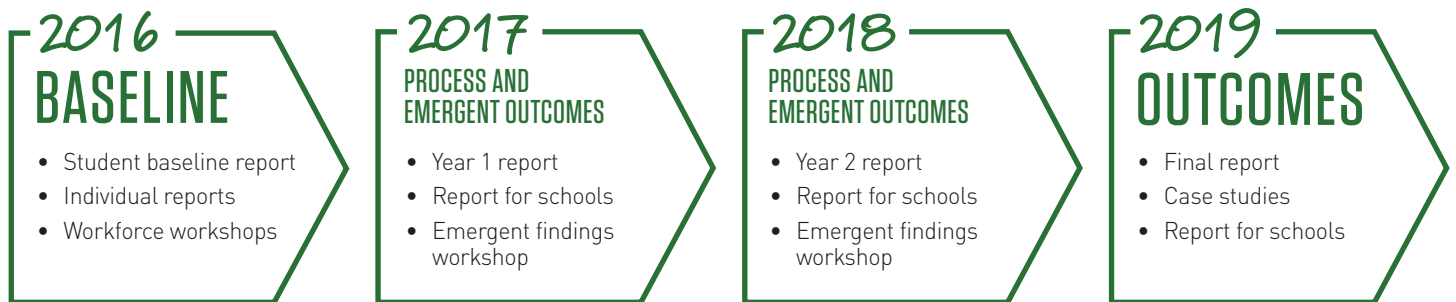 2016
BASELINE
• Student baseline report
• Individual reports
• Workforce workshops
2017
PROCESS AND
EMERGENT OUTCOMES
• Year 1 report
• Report for schools
• Emergent findings
workshop
2018
PROCESS AND
EMERGENT OUTCOMES
• Year 2 report
• Report for schools
• Emergent findings
workshop
2019
OUTCOMES
• Final report
• Case studies
• Report for schools